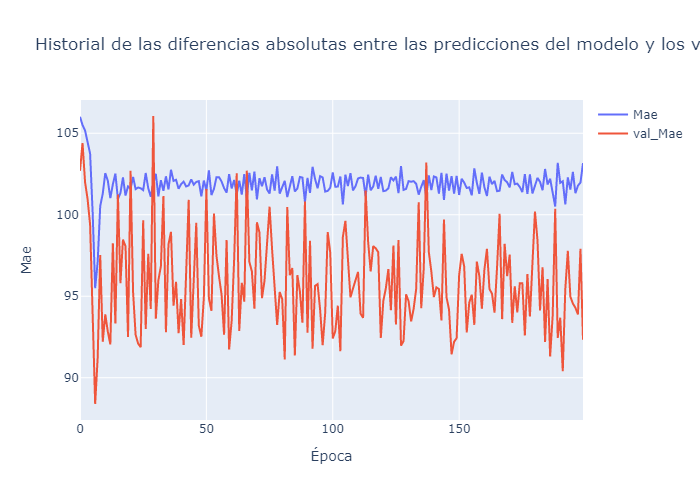 Historial de las diferencias absolutas entre las predicciones del modelo y los v
Mae
val_Mae
105
100
95
90
Mae
0
50
100
150
Época